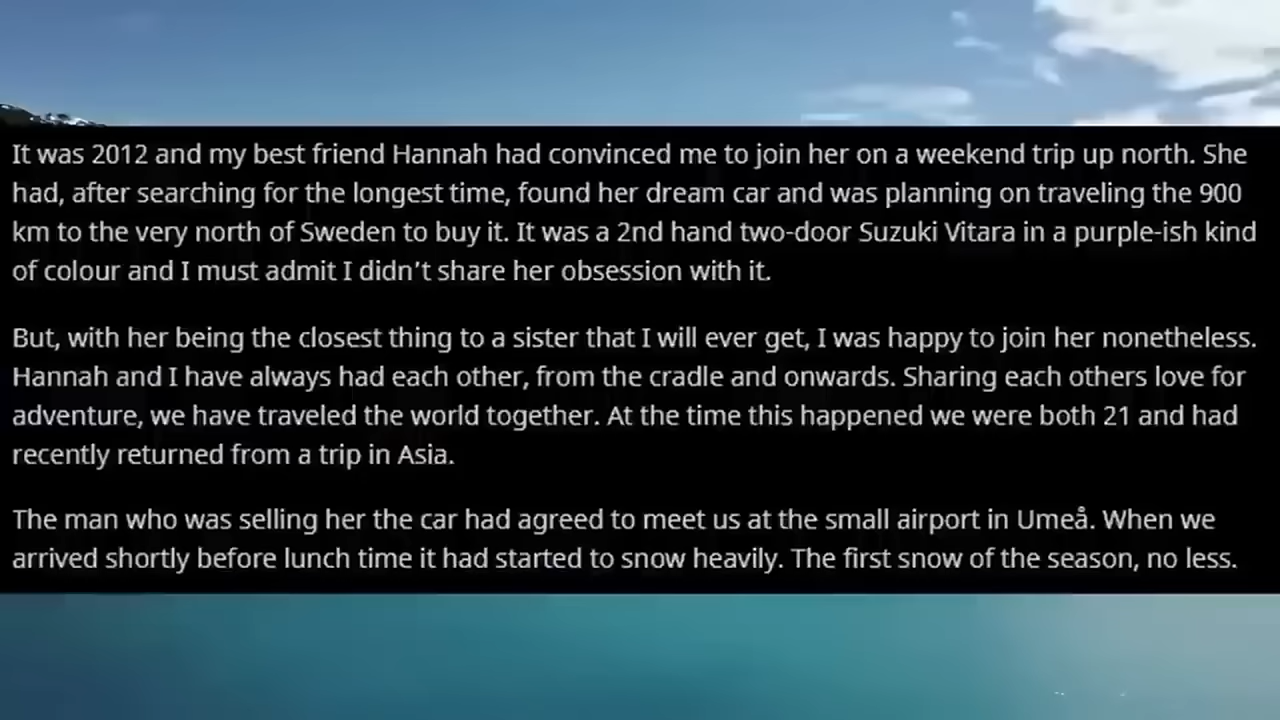 It was 2012 and my best friend Hannah had convinced me to join her on a weekend trip up north. She
had, after searching for the longest time, found her dream car and was planning on traveling the 900
km to the very north of Sweden to buy it. It was a 2nd hand two-door Suzuki Vitara in a purple-ish kind
of colour and I must admit I didn’t share her obsession with it.
But, with her being the closest thing to a sister that I will ever get, I was happy to join her nonetheless.
Hannah and I have always had each other, from the cradle and onwards. Sharing each others love for
adventure, we have traveled the world together. At the time this happened we were both 21 and had
recently returned from a trip in Asia.
The man who was selling her the car had agreed to meet us at the small airport in Umeå. When we
arrived shortly before lunch time it had started to snow heavily. The first snow of the season, no less.